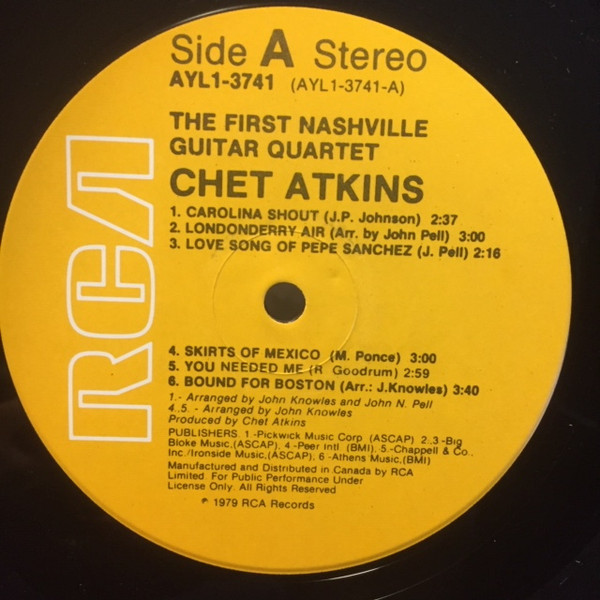 Side A Stereo
AYL1-3741 (AYL1-3741-A)
THE FIRST NASHVILLE
GUITAR QUARTET
CHET ATKINS
1. CAROLINA SHOUT (J.P. Johnson) 2:37
2. LONDONDERRY AIR (Arr. by John Pell) 3:00
3. LOVE SONG OF PEPE SANCHEZ (J. Pell) 2:16
RCA
4. SKIRTS OF MEXICO (M. Ponce) 3:00
5. YOU NEEDED ME (R. Goodrum) 2:59
6. BOUND FOR BOSTON (Arr.: J.Knowles) 3:40
1.- Arranged by John Knowles and John N. Pell
4..5. - Arranged by John Knowles
Produced by Chet Atkins
PUBLISHERS. 1 -Pickwick Music Corp (ASCAP) 2..3 -Big
Bloke Music,(ASCAP), 4 -Peer intl (BMI), 5.-Chappell & Co.,
Inc./Ironside Music,(ASCAP); 6 -Athens Music,(BMI)
Manufactured and Distributed in Canada by RCA
Limited. For Public Performance Under
License Only. All Rights Reserved
℗ 1979 RCA Records